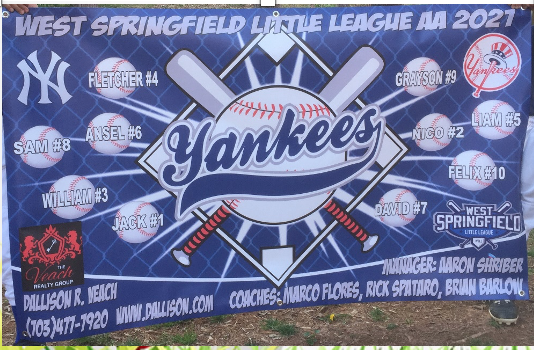 WEST SPRINGFIELD LITTLE LEAGUE AA 2021
NY
FLETCHER #4
GRAYSON #9
Yankees
ANSEL #6
NICO #2
LIAM #5
SAM #8
Yankees
FELIX #10
WILLIAM #3
JACK #1
DAVID #7
WEST
SPRINGFIELD
LITTLE LEAGUE
THE
Veach
REALTY GROUP
MANAGER: AARON SHRIBER
DALLISON R. VEACH
COACHES: MARCO FLORES, RICK SPATARO, BRIAN BARLOW
(703)477-7920 WWW.DALLISON.COM